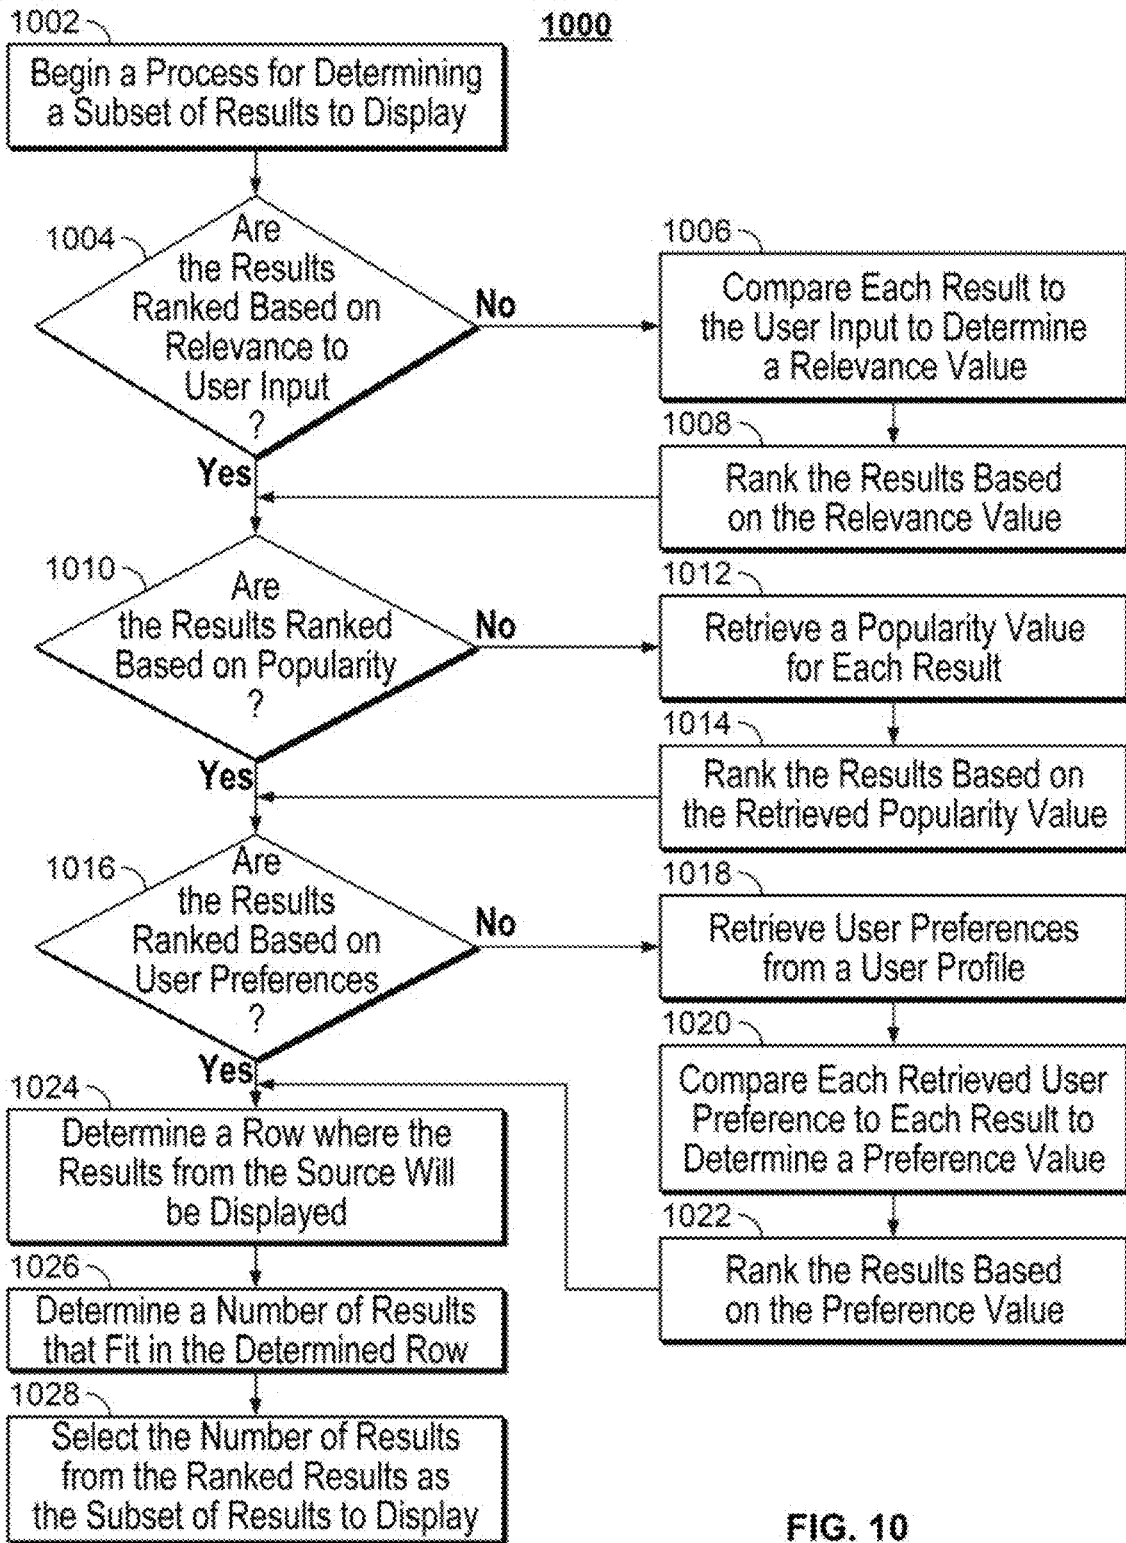 1000
1002
Begin a Process for Determining
a Subset of Results to Display
1004
Are
the Results
Ranked Based on
Relevance to
User Input
?
No
Yes
1006
Compare Each Result to
the User Input to Determine
a Relevance Value
1008
Rank the Results Based
on the Relevance Value
1010
Are
the Results Ranked
Based on Popularity
?
No
Yes
1012
Retrieve a Popularity Value
for Each Result
1014
Rank the Results Based on
the Retrieved Popularity Value
1016
Are
the Results
Ranked Based on
User Preferences
?
No
Yes
1018
Retrieve User Preferences
from a User Profile
1020
Compare Each Retrieved User
Preference to Each Result to
Determine a Preference Value
1022
Rank the Results Based
on the Preference Value
1024
Determine a Row where the
Results from the Source Will
be Displayed
1026
Determine a Number of Results
that Fit in the Determined Row
1028
Select the Number of Results
from the Ranked Results as
the Subset of Results to Display
FIG. 10